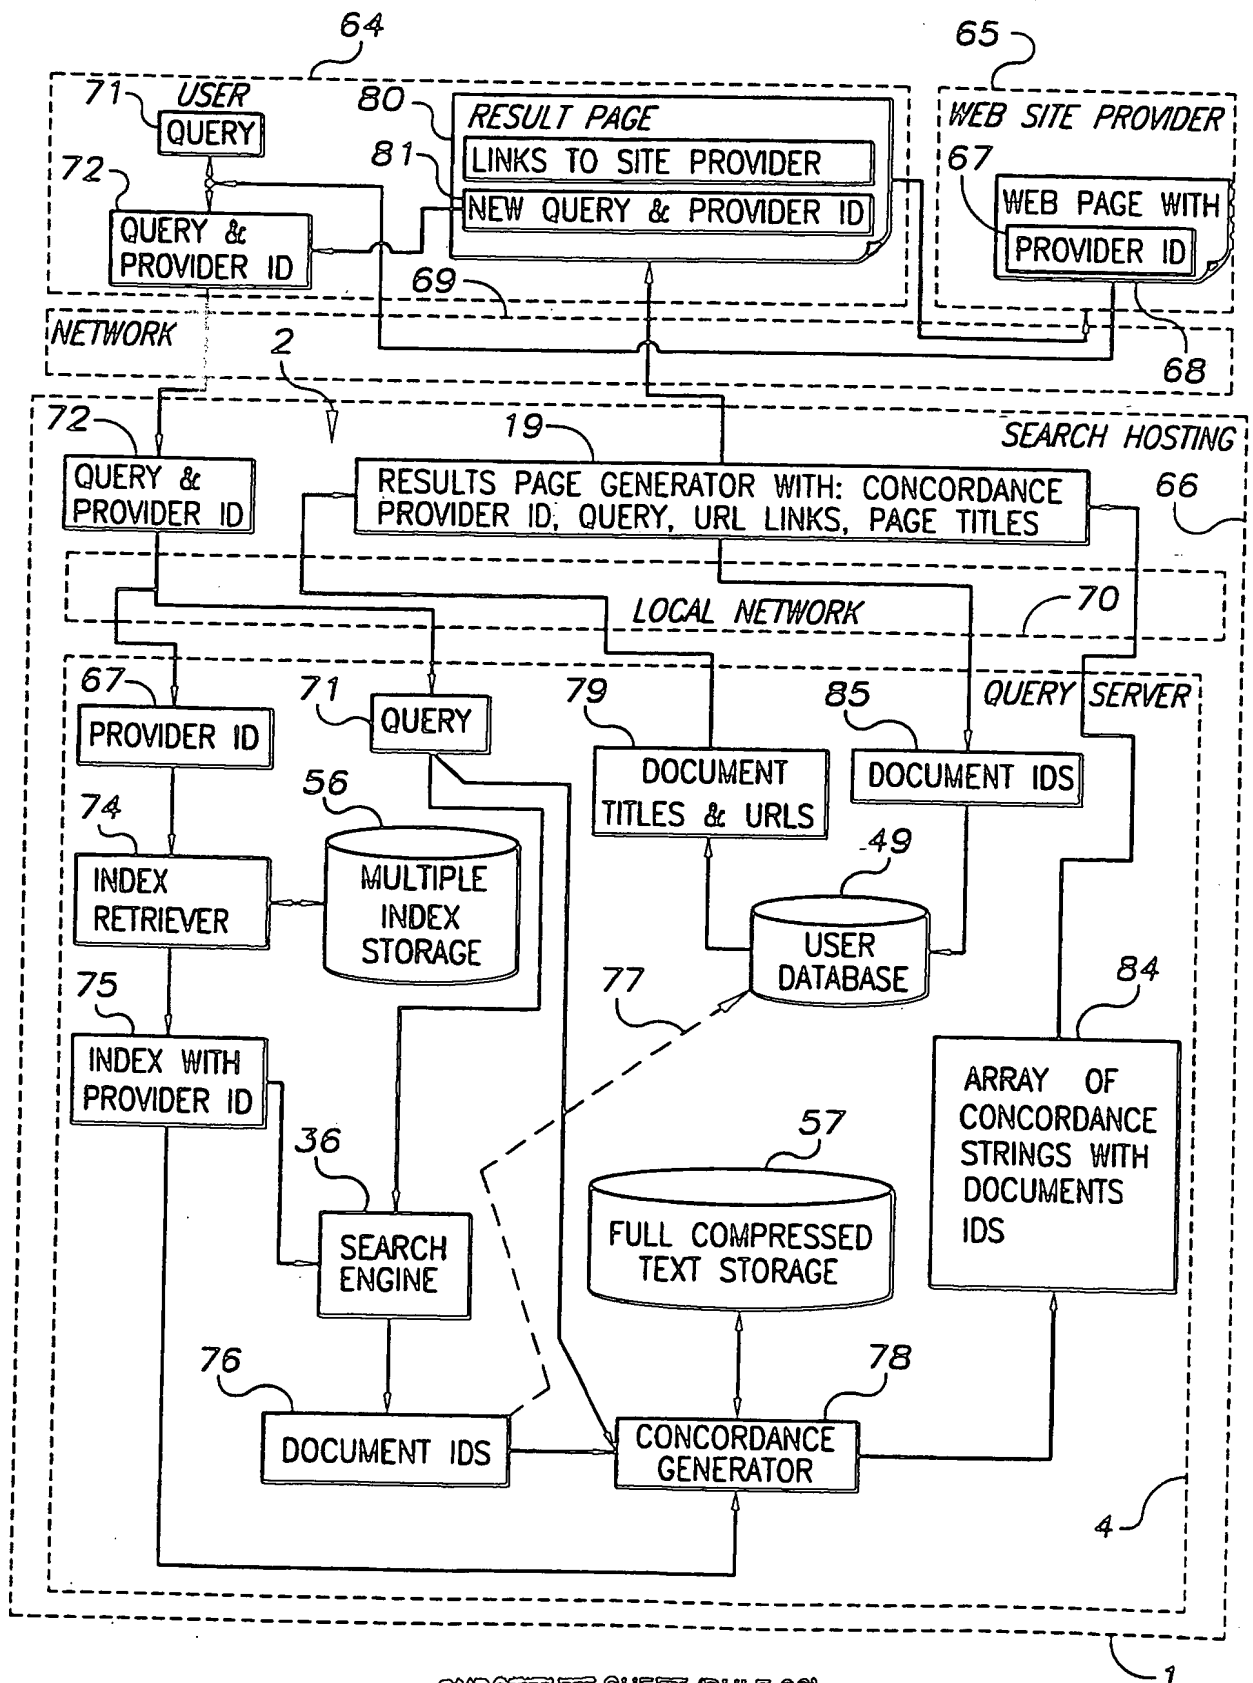 64
65
71
USER
QUERY
80
RESULT PAGE
LINKS TO SITE PROVIDER
81
NEW QUERY & PROVIDER ID
WEB SITE PROVIDER
67
WEB PAGE WITH
PROVIDER ID
72
QUERY &
PROVIDER ID
69
NETWORK
2
68
72
QUERY &
PROVIDER ID
19
SEARCH HOSTING
RESULTS PAGE GENERATOR WITH: CONCORDANCE
PROVIDER ID, QUERY, URL LINKS, PAGE TITLES
66
LOCAL NETWORK
70
67
PROVIDER ID
71
QUERY
79
DOCUMENT
TITLES & URLS
85
DOCUMENT IDS
QUERY SERVER
74
INDEX
RETRIEVER
56
MULTIPLE
INDEX
STORAGE
49
USER
DATABASE
77
84
ARRAY OF
CONCORDANCE
STRINGS WITH
DOCUMENTS
IDS
75
INDEX WITH
PROVIDER ID
36
SEARCH
ENGINE
57
FULL COMPRESSED
TEXT STORAGE
76
DOCUMENT IDS
78
CONCORDANCE
GENERATOR
4
1